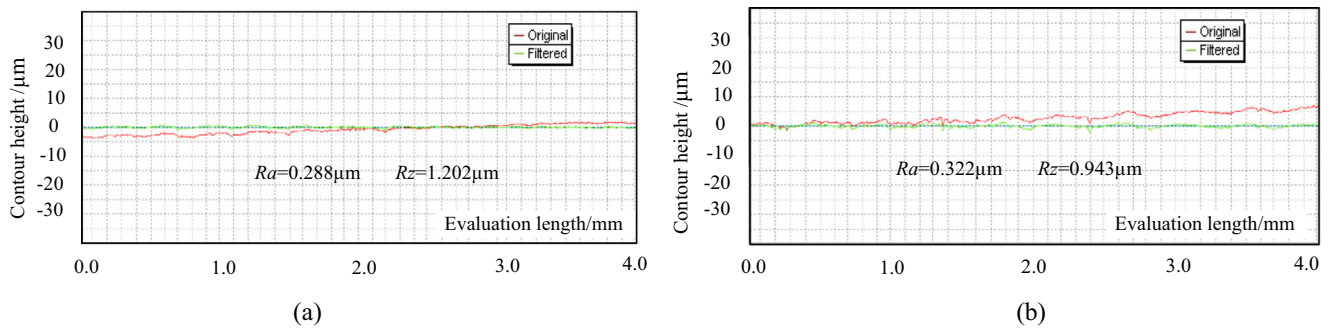 Contour height /µm
30
20
10
0
-10
-20
-30
Original
Filtered
Ra=0.288µm Rz=1.202µm
Evaluation length/mm
0.0 1.0 2.0 3.0 4.0
(a)
Contour height /µm
30
20
10
0
-10
-20
-30
Original
Filtered
Ra=0.322µm Rz=0.943µm
Evaluation length/mm
0.0 1.0 2.0 3.0 4.0
(b)